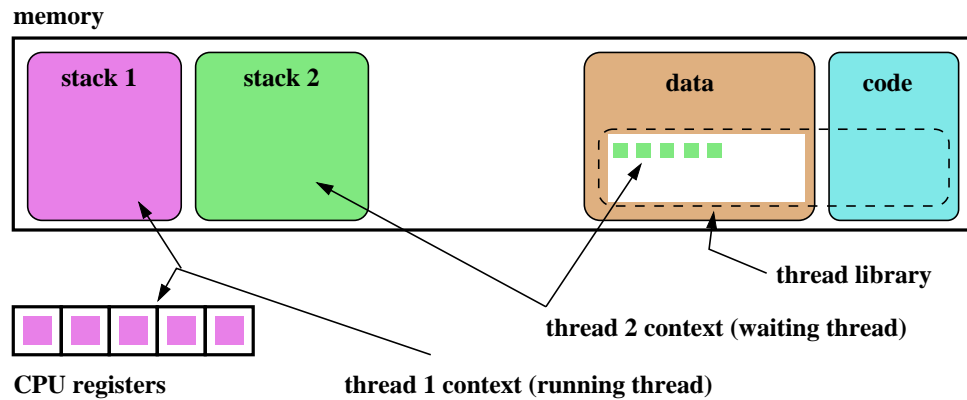 memory
stack 1
stack 2
data
code
thread library
thread 2 context (waiting thread)
CPU registers
thread 1 context (running thread)